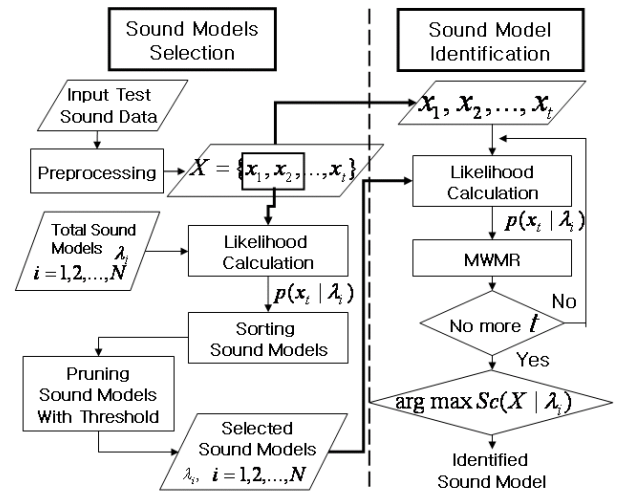 Sound Models
Selection
Input Test
Sound Data
Preprocessing
X = {x₁, x₂, ..., xₜ}
Total Sound
Models λᵢ
i = 1,2,...,N
Likelihood
Calculation
p(xₜ | λᵢ)
Sorting
Sound Models
Pruning
Sound Models
With Threshold
Selected
Sound Models
λᵢ, i = 1,2,...,N
Sound Model
Identification
x₁, x₂, ..., xₜ
Likelihood
Calculation
p(xₜ | λᵢ)
MWMR
No more t
No
Yes
arg max Sc(X | λᵢ)
Identified
Sound Model